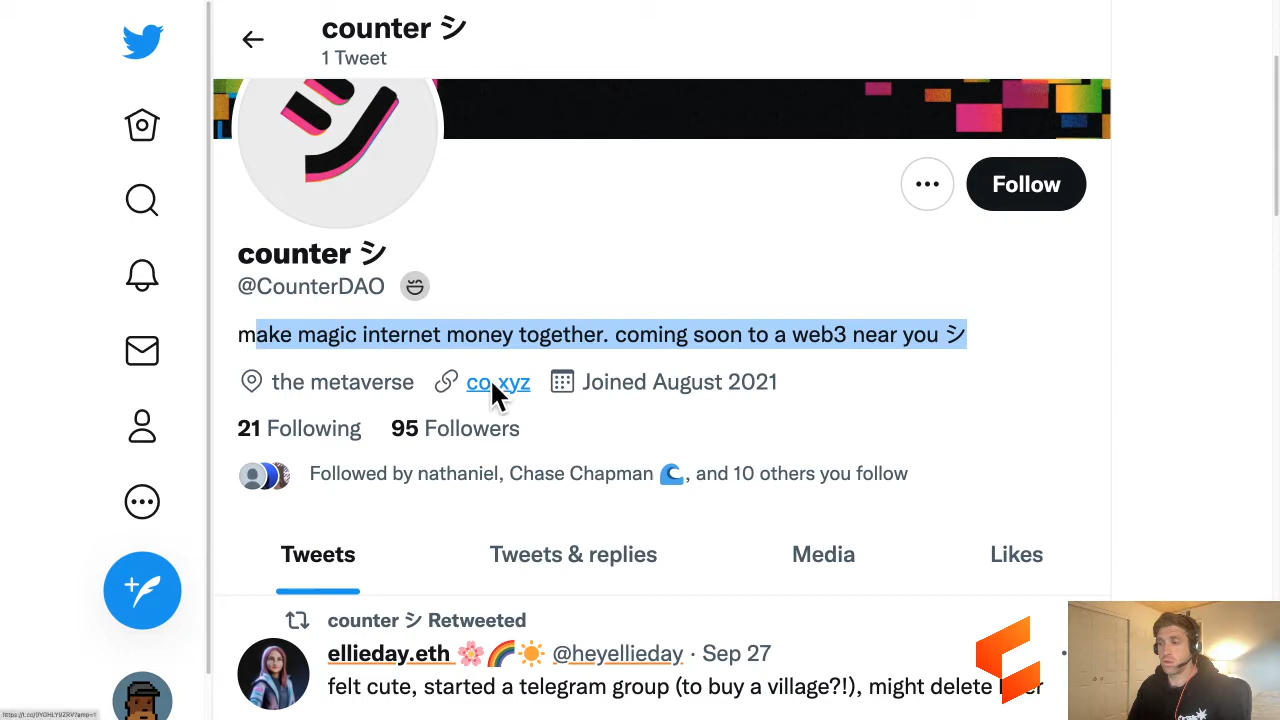 counter シ
1 Tweet
Follow
counter シ
@CounterDAO
make magic internet money together. coming soon to a web3 near you シ
the metaverse co.xyz Joined August 2021
21 Following 95 Followers
Followed by nathaniel, Chase Chapman 🌊, and 10 others you follow
Tweets Tweets & replies Media Likes
counter シ Retweeted
ellieday.eth 🌸🌈☀️ @heyellieday · Sep 27
felt cute, started a telegram group (to buy a village?!), might delete